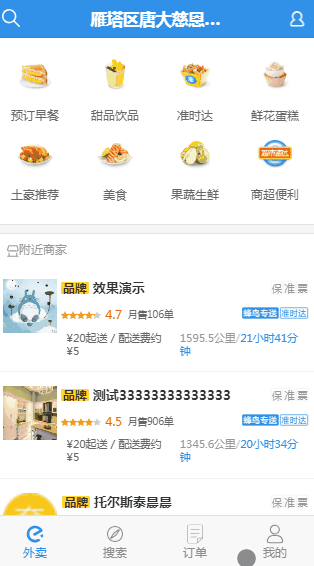 雁塔区唐大慈恩...
预订早餐 甜品饮品 准时达 鲜花蛋糕
土豪推荐 美食 果蔬生鲜 商超便利
附近商家
品牌 效果演示 保准票
4.7 月售106单 蜂鸟专送 准时达
¥20起送 / 配送费约 1595.5公里/21小时41分
¥5 钟
品牌 测试33333333333333 保准票
4.5 月售906单 蜂鸟专送 准时达
¥20起送 / 配送费约 1345.6公里/20小时34分
¥5 钟
品牌 托尔斯泰晨晨 保准票
外卖 搜索 订单 我的